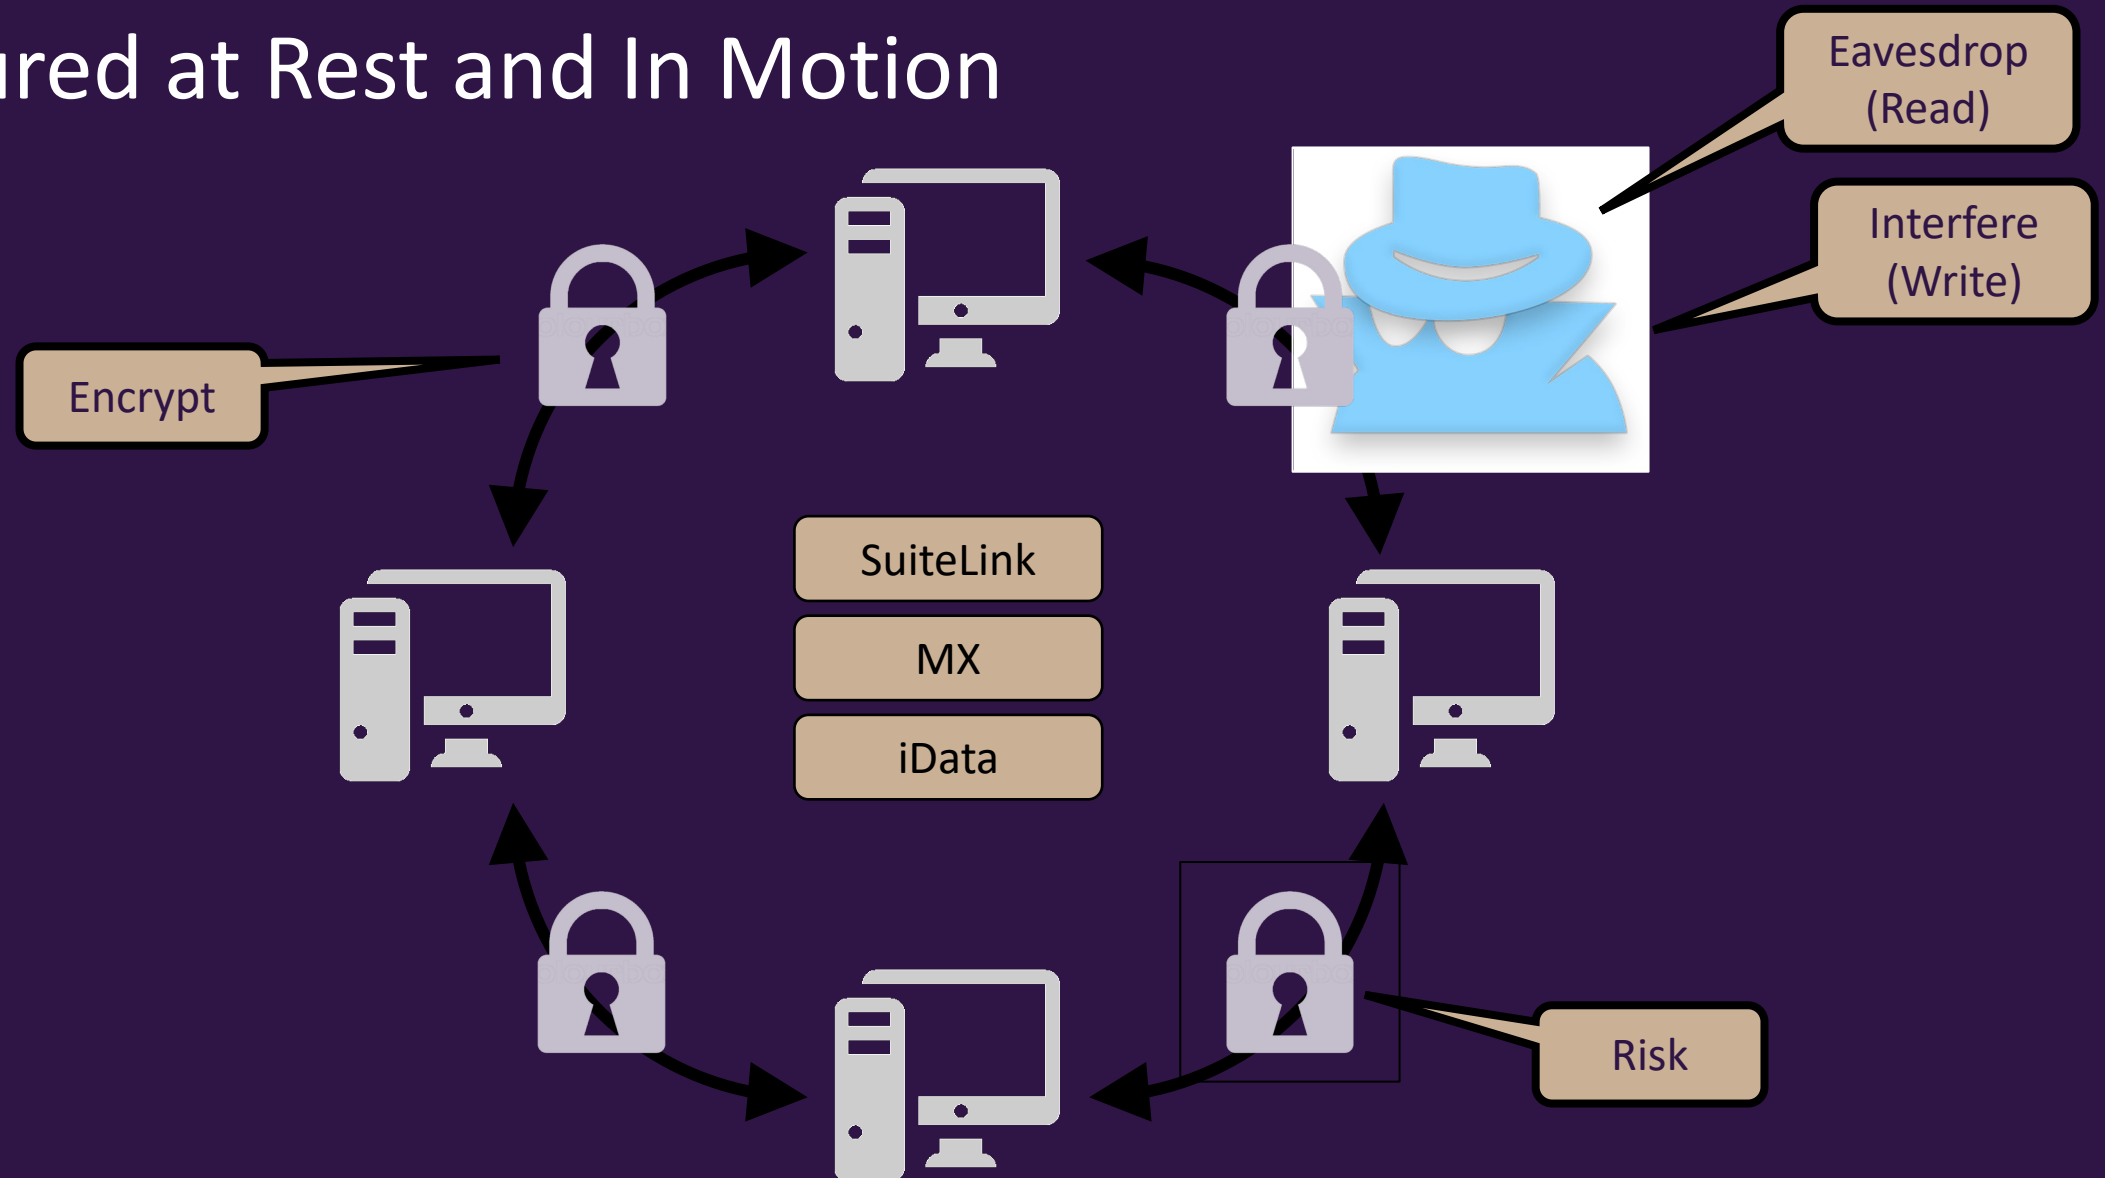 ured at Rest and In Motion
Eavesdrop
(Read)
Interfere
(Write)
Encrypt
SuiteLink
MX
iData
Risk